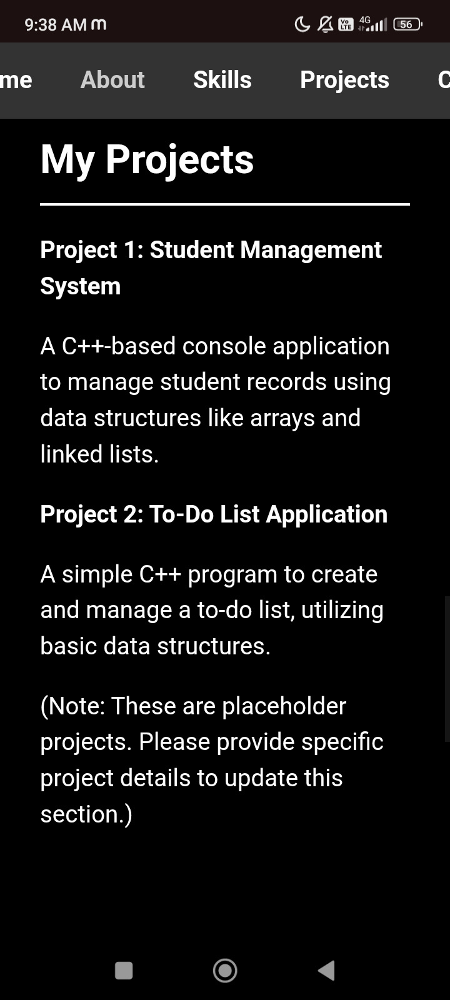 9:38 AM m
Vo LTE 4G 56
me About Skills Projects C
My Projects
Project 1: Student Management
System
A C++-based console application
to manage student records using
data structures like arrays and
linked lists.
Project 2: To-Do List Application
A simple C++ program to create
and manage a to-do list, utilizing
basic data structures.
(Note: These are placeholder
projects. Please provide specific
project details to update this
section.)